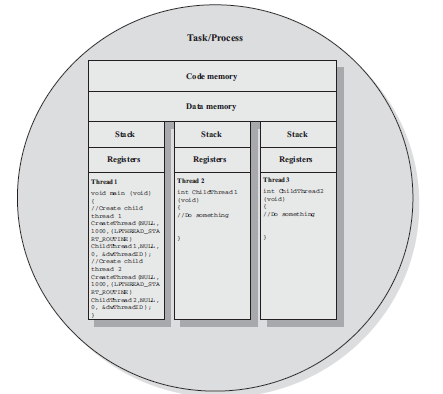 Task/Process
Code memory
Data memory
Stack
Stack
Stack
Registers
Registers
Registers
Thread 1
void main (void)
{
//Create child
thread 1
CreateThread(NULL,
1000,(LPTHREAD_STA
RT_ROUTINE)
ChildThread1,NULL,
0, &dwThreadID);
//Create child
thread 2
CreateThread(NULL,
1000,(LPTHREAD_STA
RT_ROUTINE)
ChildThread2,NULL,
0, &dwThreadID);
}
Thread 2
int ChildThread1
(void)
{
//Do something
}
Thread 3
int ChildThread2
(void)
{
//Do something
}